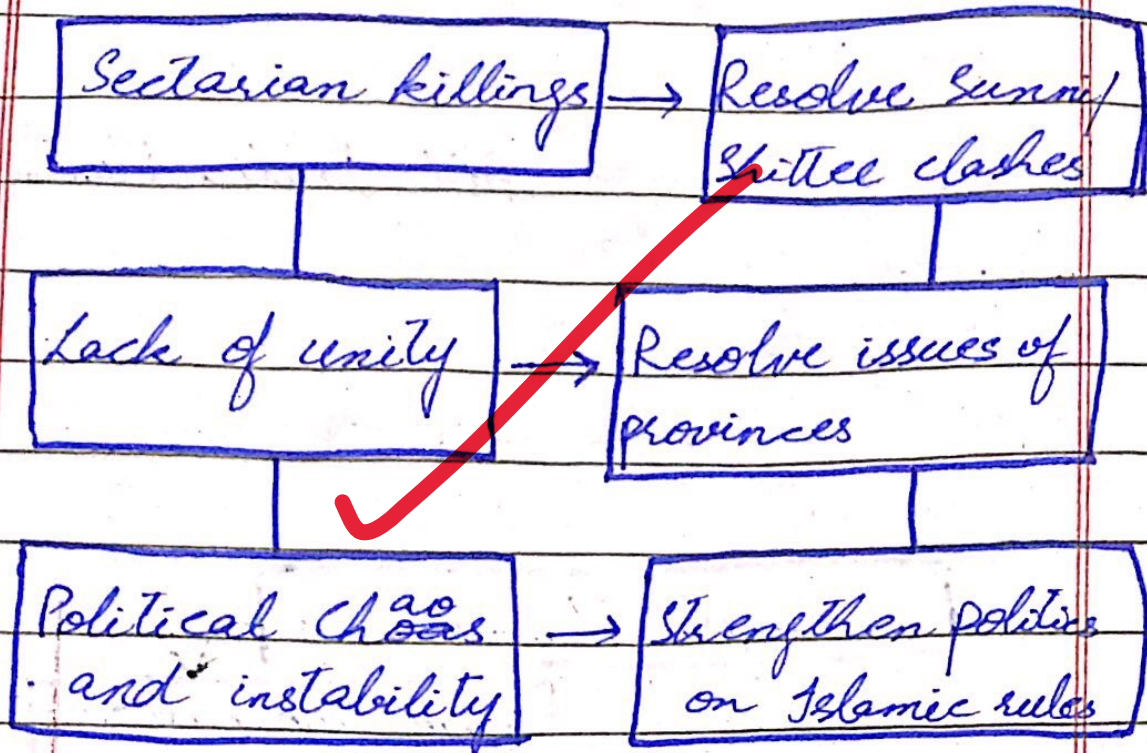 Sectarian killings → Resolve Sunni/
Shittee clashes
Lack of unity → Resolve issues of
provinces
Political chaos → Strengthen politics
and instability on Islamic rules